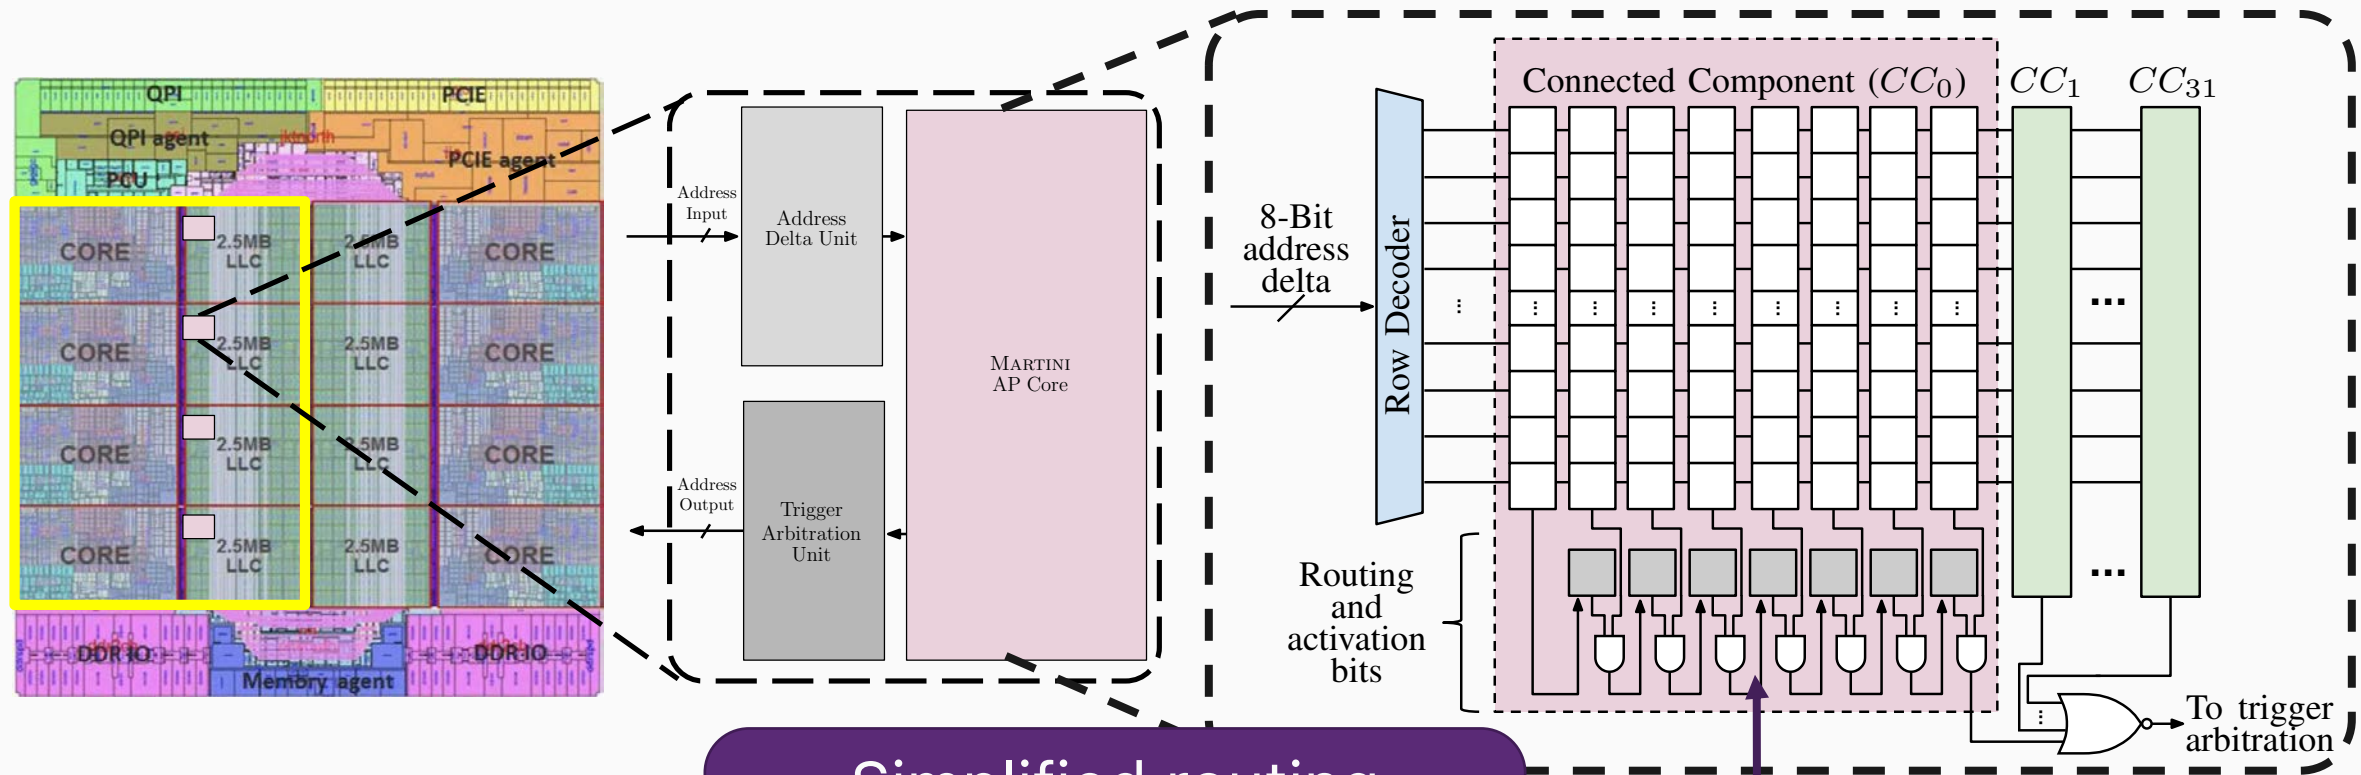 QPI
PCIE
QPI agent
PCIE agent
PCU
CORE
2.5MB
LLC
2.5MB
LLC
CORE
CORE
2.5MB
LLC
2.5MB
LLC
CORE
CORE
2.5MB
LLC
2.5MB
LLC
CORE
CORE
2.5MB
LLC
2.5MB
LLC
CORE
DDR IO
Memory agent
DDR IO
Address
Input
Address
Delta Unit
MARTINI
AP Core
Address
Output
Trigger
Arbitration
Unit
8-Bit
address
delta
Row Decoder
Connected Component (CC0)
CC1
CC31
...
...
Routing
and
activation
bits
To trigger
arbitration
Simplified routing